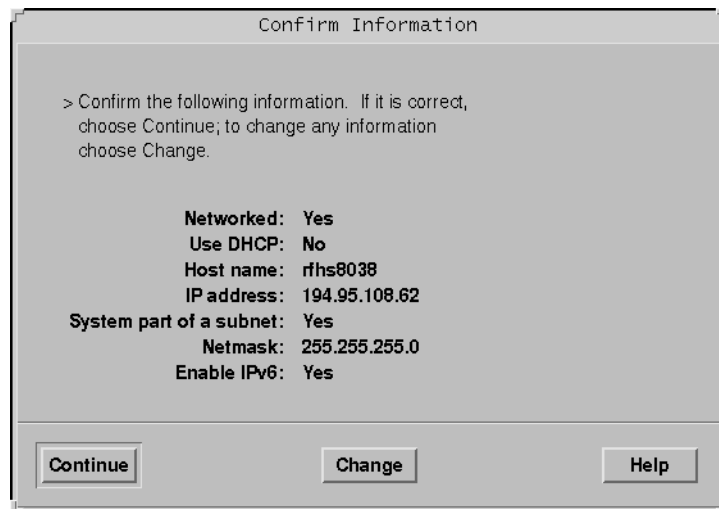 Confirm Information
> Confirm the following information. If it is correct,
choose Continue; to change any information
choose Change.
Networked: Yes
Use DHCP: No
Host name: rfhs8038
IP address: 194.95.108.62
System part of a subnet: Yes
Netmask: 255.255.255.0
Enable IPv6: Yes
Continue Change Help